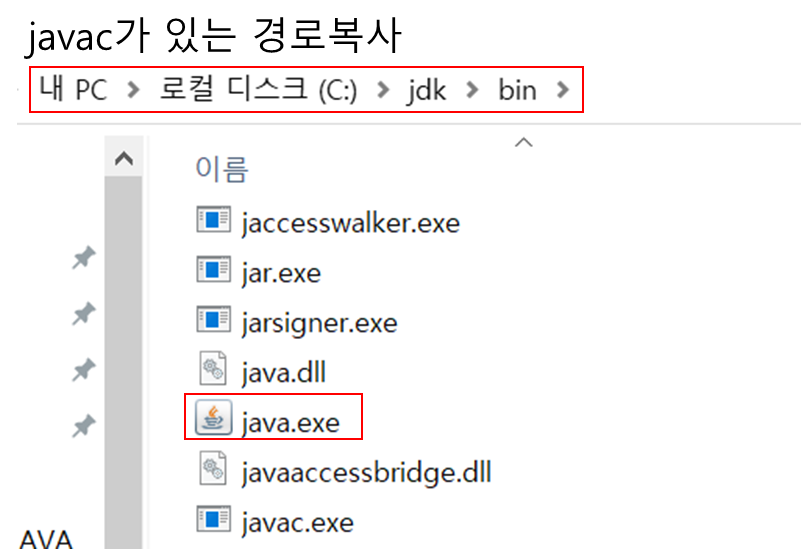 javac가 있는 경로복사
내 PC > 로컬 디스크 (C:) > jdk > bin >
이름
jaccesswalker.exe
jar.exe
jarsigner.exe
java.dll
java.exe
javaaccessbridge.dll
javac.exe
AVA